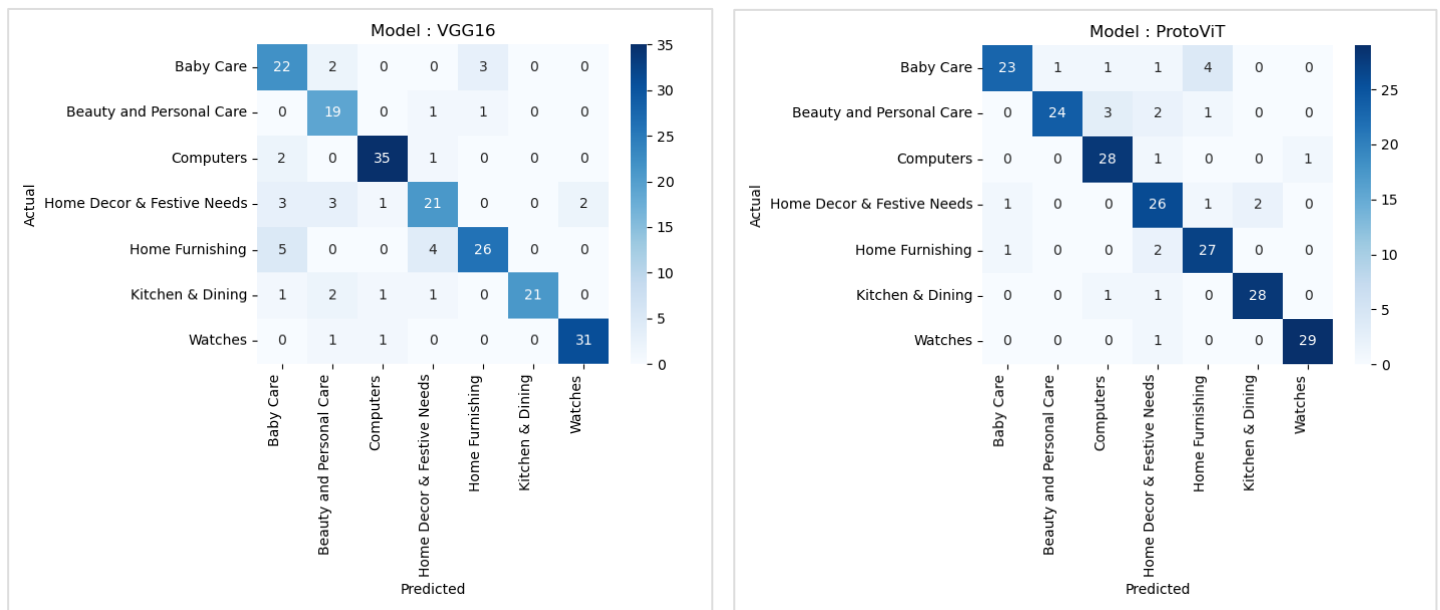 Model : VGG16
Baby Care 22 2 0 0 3 0 0
Beauty and Personal Care 0 19 0 1 1 0 0
Computers 2 0 35 1 0 0 0
Home Decor & Festive Needs 3 3 1 21 0 0 2
Home Furnishing 5 0 0 4 26 0 0
Kitchen & Dining 1 2 1 1 0 21 0
Watches 0 1 1 0 0 0 31
Actual
Baby Care
Beauty and Personal Care
Computers
Home Decor & Festive Needs
Home Furnishing
Kitchen & Dining
Watches
Predicted
35
30
25
20
15
10
5
0
Model : ProtoViT
Baby Care 23 1 1 1 4 0 0
Beauty and Personal Care 0 24 3 2 1 0 0
Computers 0 0 28 1 0 0 1
Home Decor & Festive Needs 1 0 0 26 1 2 0
Home Furnishing 1 0 0 2 27 0 0
Kitchen & Dining 0 0 1 1 0 28 0
Watches 0 0 0 1 0 0 29
Actual
Baby Care
Beauty and Personal Care
Computers
Home Decor & Festive Needs
Home Furnishing
Kitchen & Dining
Watches
Predicted
25
20
15
10
5
0